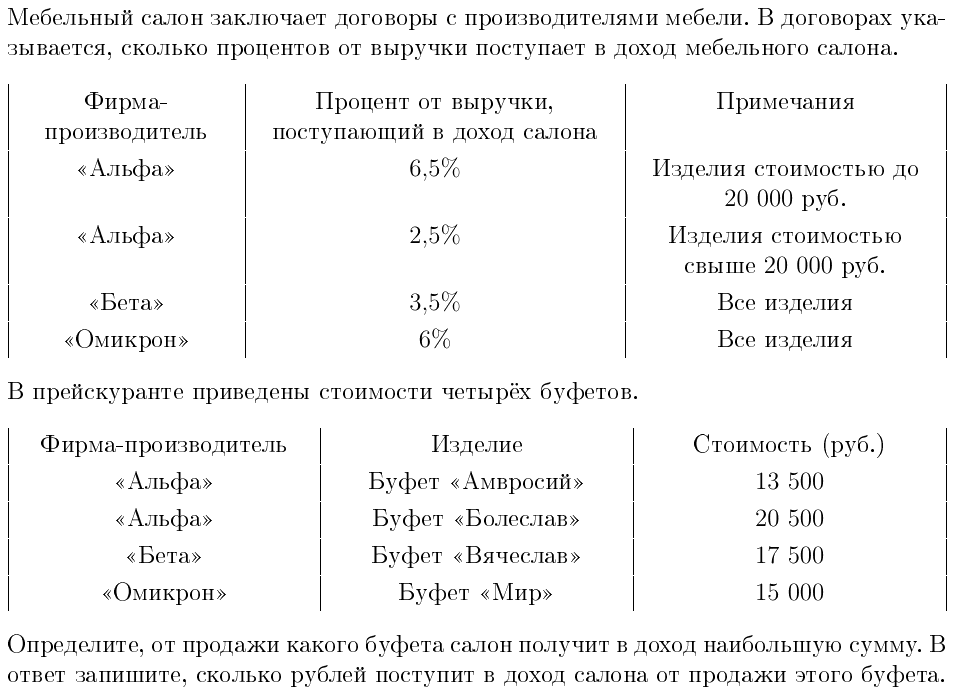 Мебельный салон заключает договоры с производителями мебели. В договорах ука-
зывается, сколько процентов от выручки поступает в доход мебельного салона.
Фирма-
производитель
Процент от выручки,
поступающий в доход салона
Примечания
«Альфа»
6,5%
Изделия стоимостью до
20 000 руб.
«Альфа»
2,5%
Изделия стоимостью
свыше 20 000 руб.
«Бета»
3,5%
Все изделия
«Омикрон»
6%
Все изделия
В прейскуранте приведены стоимости четырёх буфетов.
Фирма-производитель
Изделие
Стоимость (руб.)
«Альфа»
Буфет «Амвросий»
13 500
«Альфа»
Буфет «Болеслав»
20 500
«Бета»
Буфет «Вячеслав»
17 500
«Омикрон»
Буфет «Мир»
15 000
Определите, от продажи какого буфета салон получит в доход наибольшую сумму. В
ответ запишите, сколько рублей поступит в доход салона от продажи этого буфета.